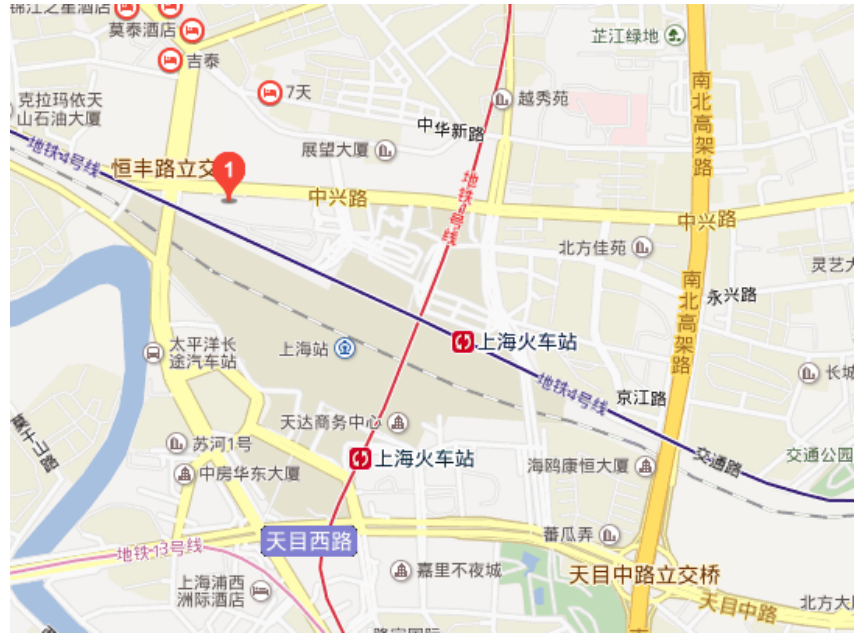 锦江之星酒店
莫泰酒店
吉泰
芷江绿地
7天
越秀苑
克拉玛依天
山石油大厦
南北高架路
中华新路
展望大厦
地铁4号线
恒丰路立交
1
地铁1号线
中兴路
中兴路
北方佳苑
灵艺大
南北高架路
永兴路
太平洋长
途汽车站
上海站
上海火车站
长城
地铁4号线
京江路
天达商务中心
苏河1号
上海火车站
交通路
交通公园
中房华东大厦
海鸥康恒大厦
天目西路
蕃瓜弄
地铁13号线
嘉里不夜城
天目中路立交桥
上海浦西
洲际酒店
天目中路
北方大
南